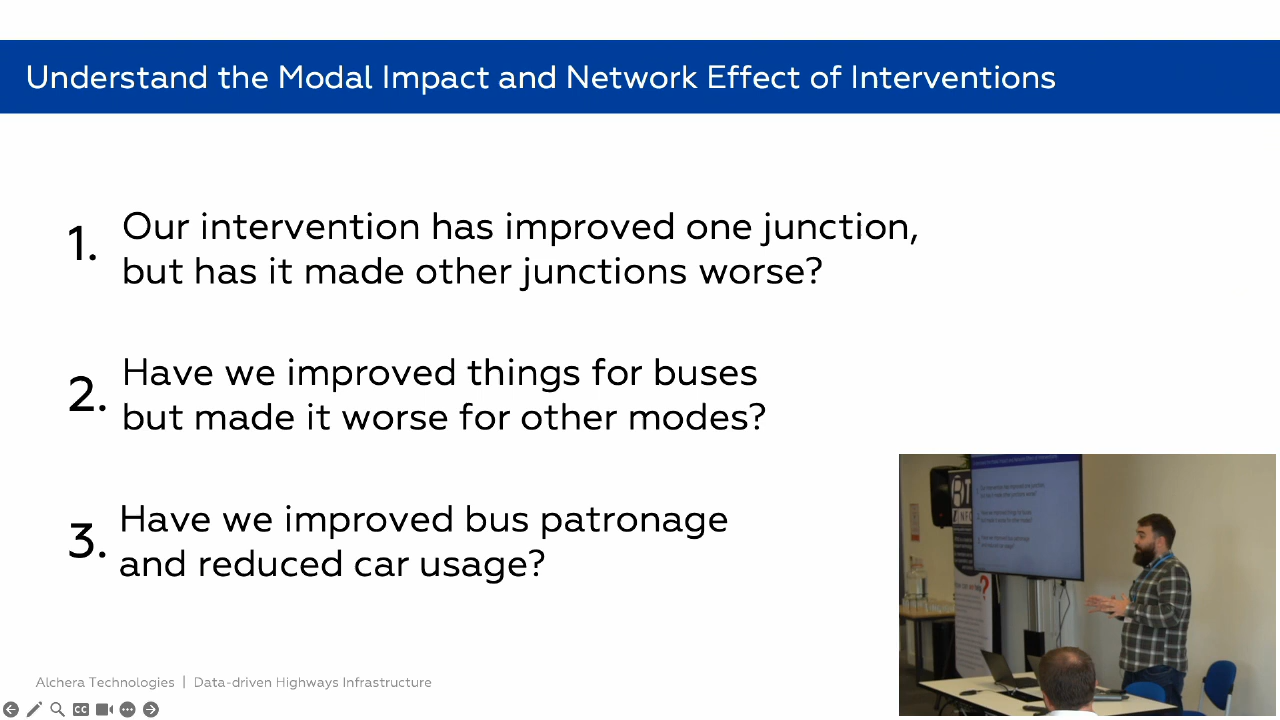 Understand the Modal Impact and Network Effect of Interventions
1. Our intervention has improved one junction,
but has it made other junctions worse?
2. Have we improved things for buses
but made it worse for other modes?
3. Have we improved bus patronage
and reduced car usage?
Alchera Technologies | Data-driven Highways Infrastructure
CC